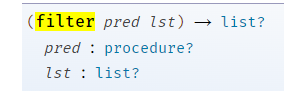 (filter pred lst) → list?
pred : procedure?
lst : list?